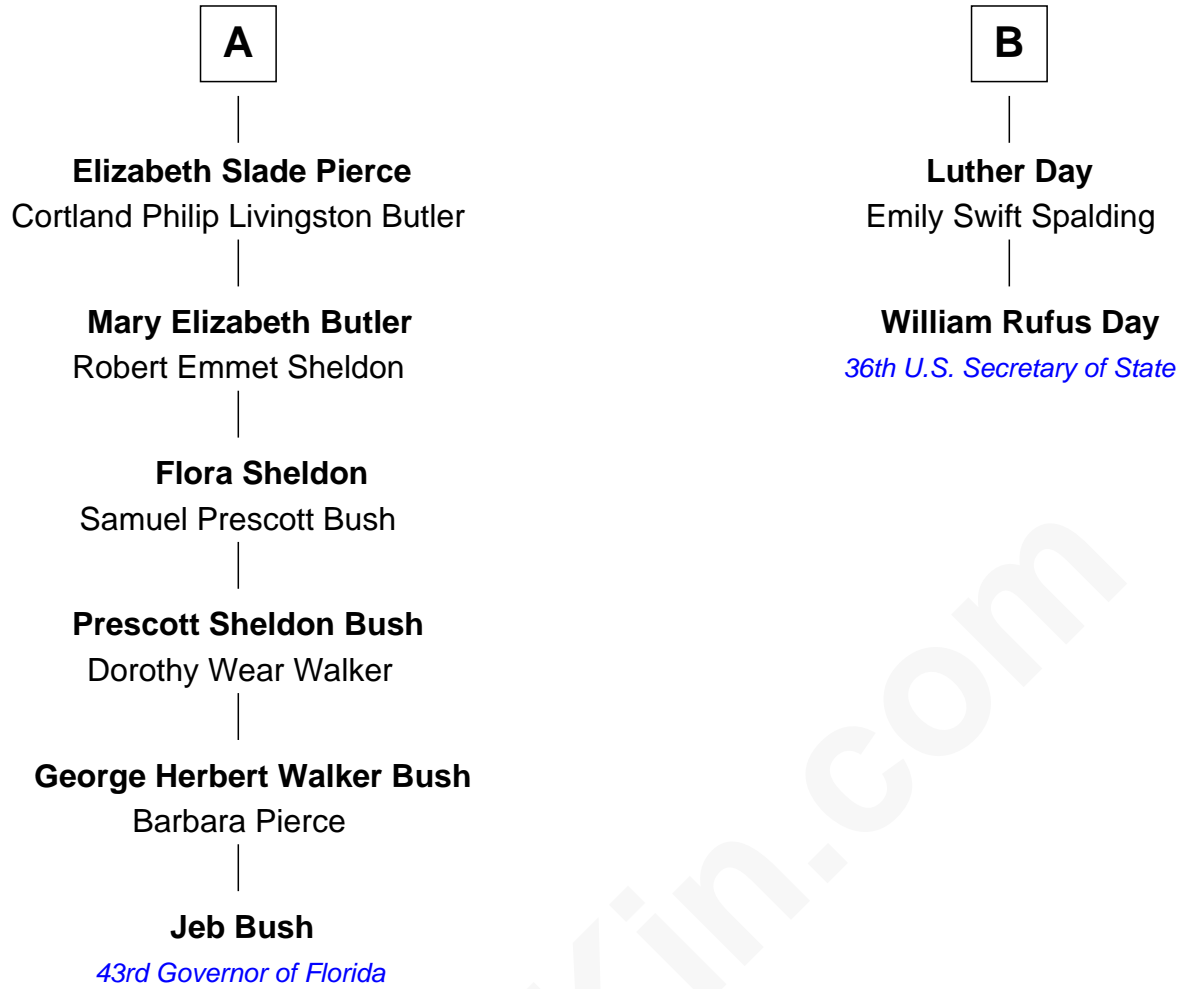 A
Elizabeth Slade Pierce
Cortland Philip Livingston Butler
Mary Elizabeth Butler
Robert Emmet Sheldon
Flora Sheldon
Samuel Prescott Bush
Prescott Sheldon Bush
Dorothy Wear Walker
George Herbert Walker Bush
Barbara Pierce
Jeb Bush
43rd Governor of Florida
B
Luther Day
Emily Swift Spalding
William Rufus Day
36th U.S. Secretary of State
Kin.com